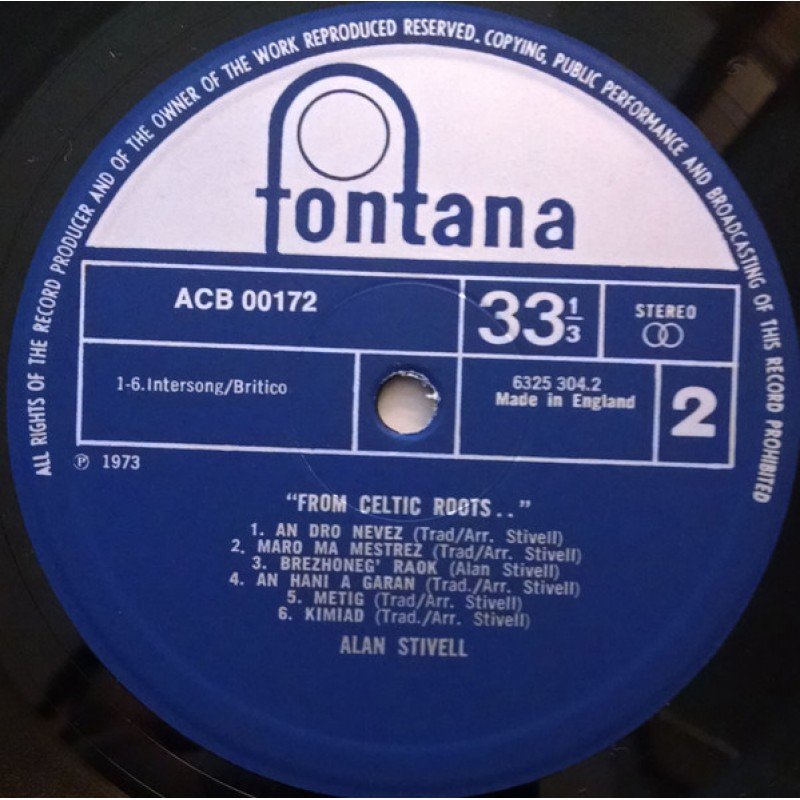 ALL RIGHTS OF THE RECORD PRODUCER AND OF THE OWNER OF THE WORK REPRODUCED RESERVED. COPYING, PUBLIC PERFORMANCE AND BROADCASTING OF THIS RECORD PROHIBITED
fontana
ACB 00172
33 1/3
STEREO
1-6.Intersong/Britico
6325 304.2
Made in England
2
℗ 1973
"FROM CELTIC ROOTS.."
1. AN DRO NEVEZ (Trad/Arr. Stivell)
2. MARO MA MESTREZ (Trad/Arr. Stivell)
3. BREZHONEG' RAOK (Alan Stivell)
4. AN HANI A GARAN (Trad./Arr. Stivell)
5. METIG (Trad/Arr. Stivell)
6. KIMIAD (Trad./Arr. Stivell)
ALAN STIVELL